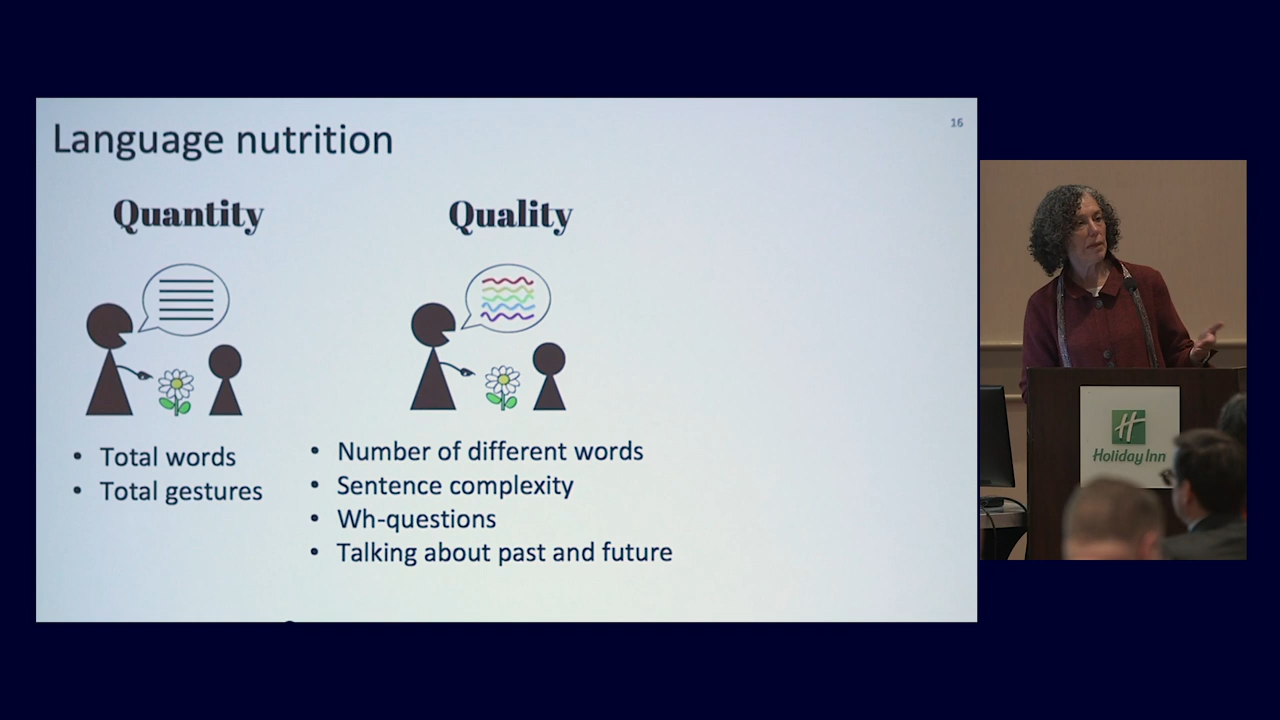 Language nutrition
16
Quantity
Quality
• Total words
• Total gestures
• Number of different words
• Sentence complexity
• Wh-questions
• Talking about past and future
H
Holiday Inn